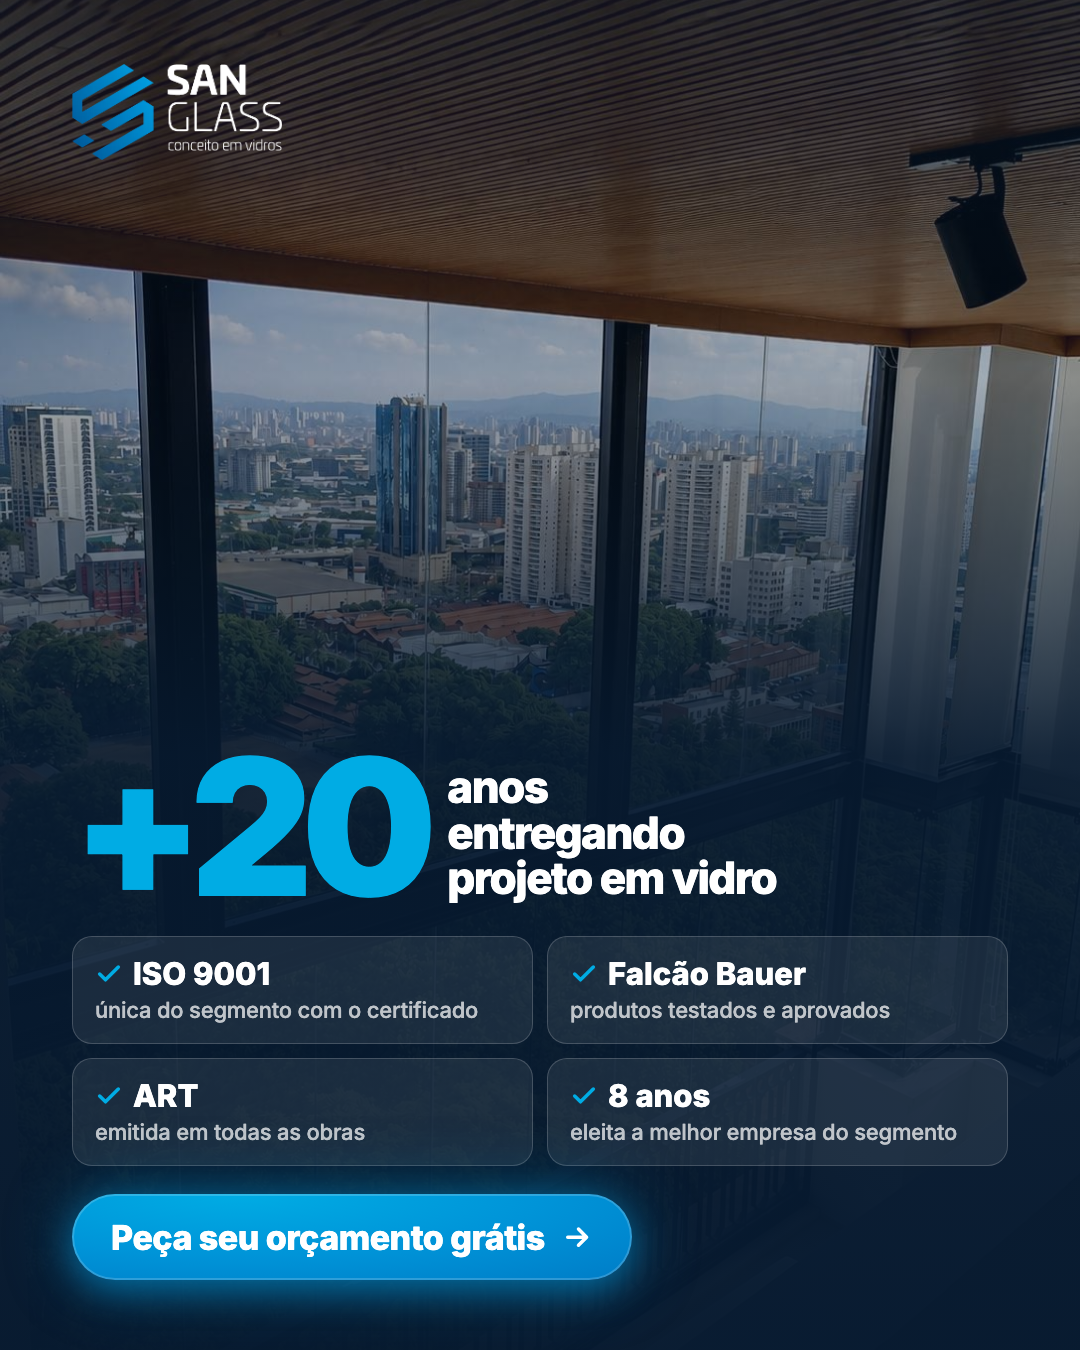 SAN
GLASS
conceito em vidros
+20
anos
entregando
projeto em vidro
ISO 9001
única do segmento com o certificado
Falcão Bauer
produtos testados e aprovados
ART
emitida em todas as obras
8 anos
eleita a melhor empresa do segmento
Peça seu orçamento grátis →